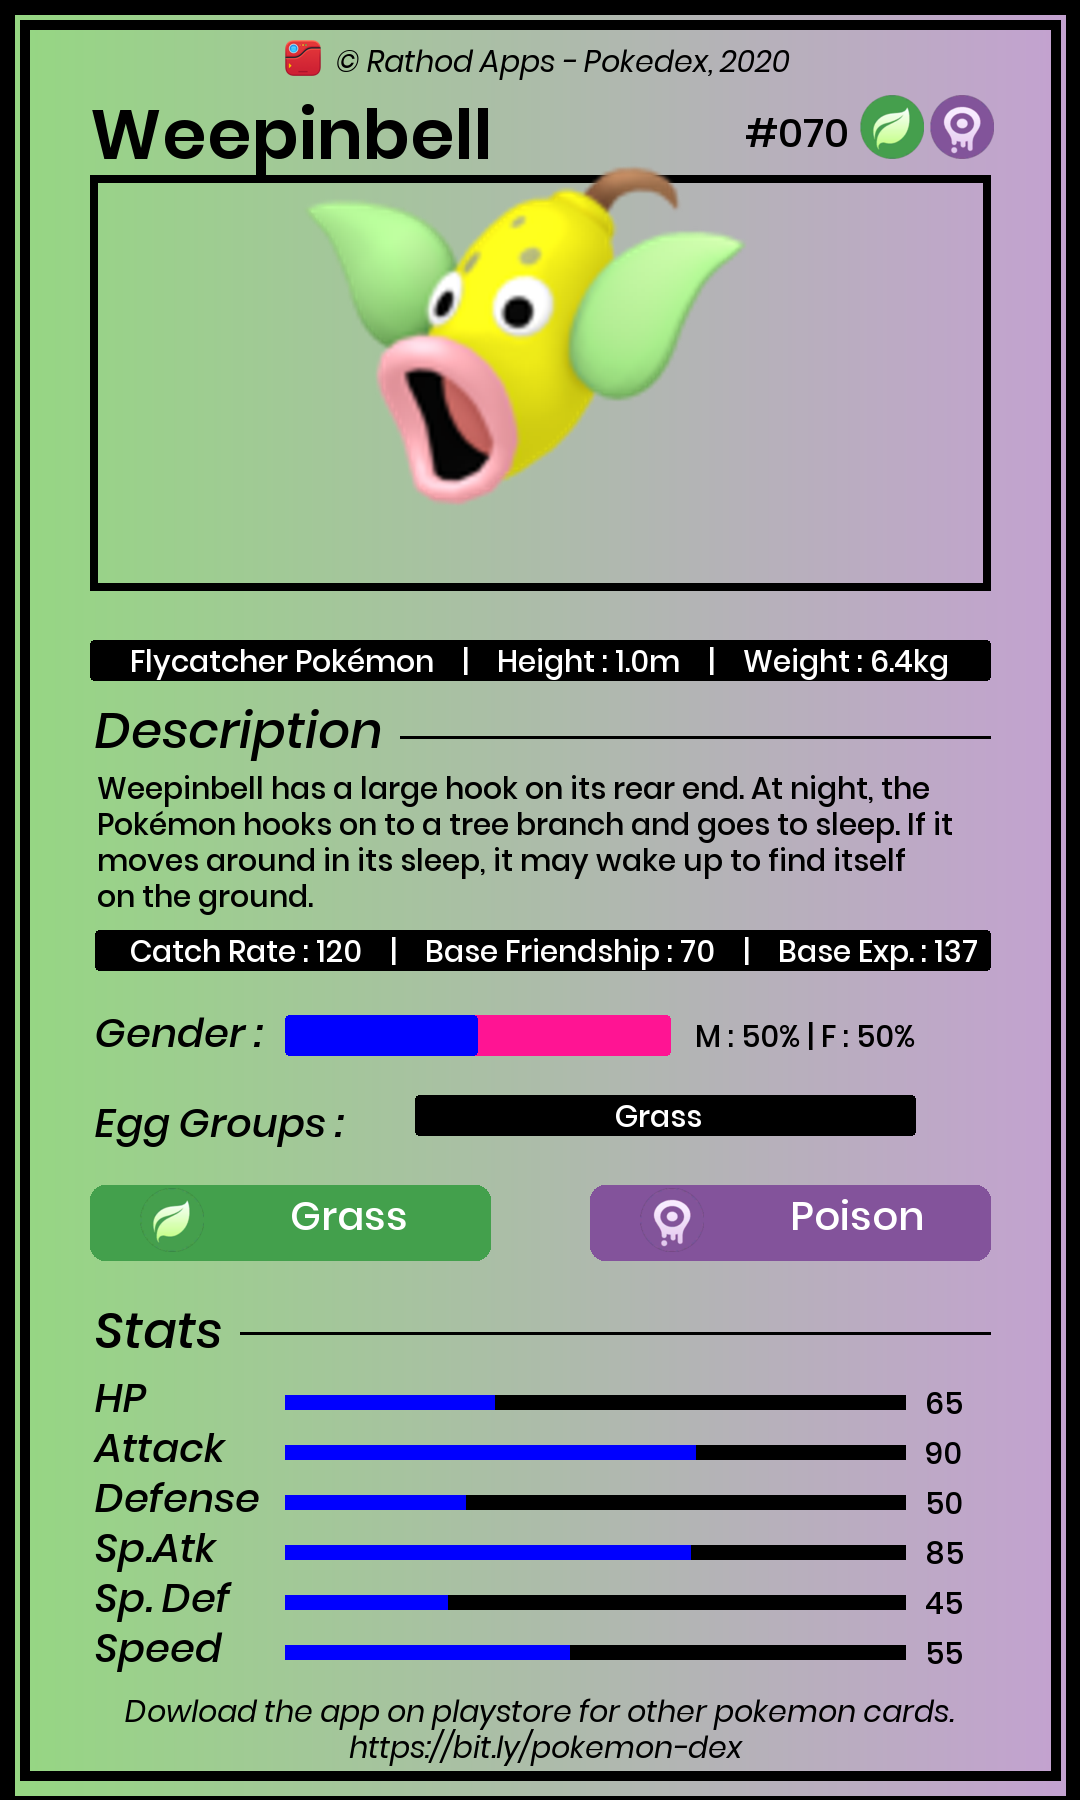 © Rathod Apps - Pokedex, 2020
Weepinbell #070
Flycatcher Pokémon | Height : 1.0m | Weight : 6.4kg
Description
Weepinbell has a large hook on its rear end. At night, the
Pokémon hooks on to a tree branch and goes to sleep. If it
moves around in its sleep, it may wake up to find itself
on the ground.
Catch Rate : 120 | Base Friendship : 70 | Base Exp. : 137
Gender : M : 50% | F : 50%
Egg Groups : Grass
Grass Poison
Stats
HP 65
Attack 90
Defense 50
Sp.Atk 85
Sp. Def 45
Speed 55
Dowload the app on playstore for other pokemon cards.
https://bit.ly/pokemon-dex